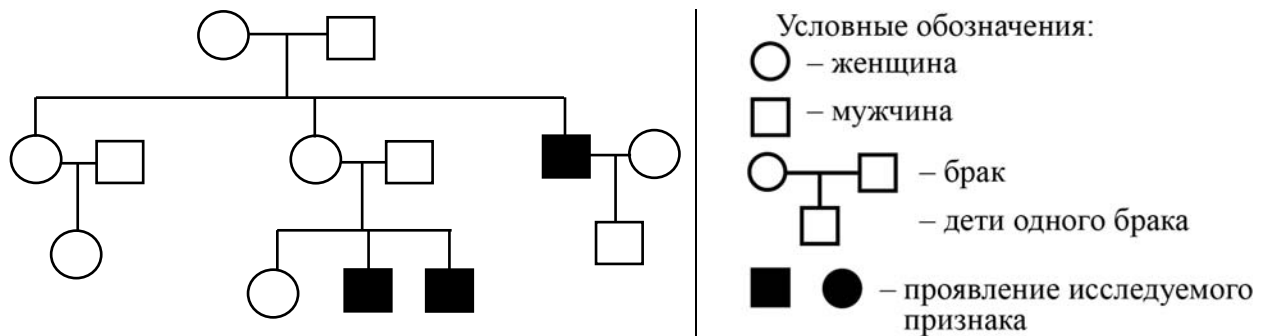 Условные обозначения:
– женщина
– мужчина
– брак
– дети одного брака
– проявление исследуемого
признака